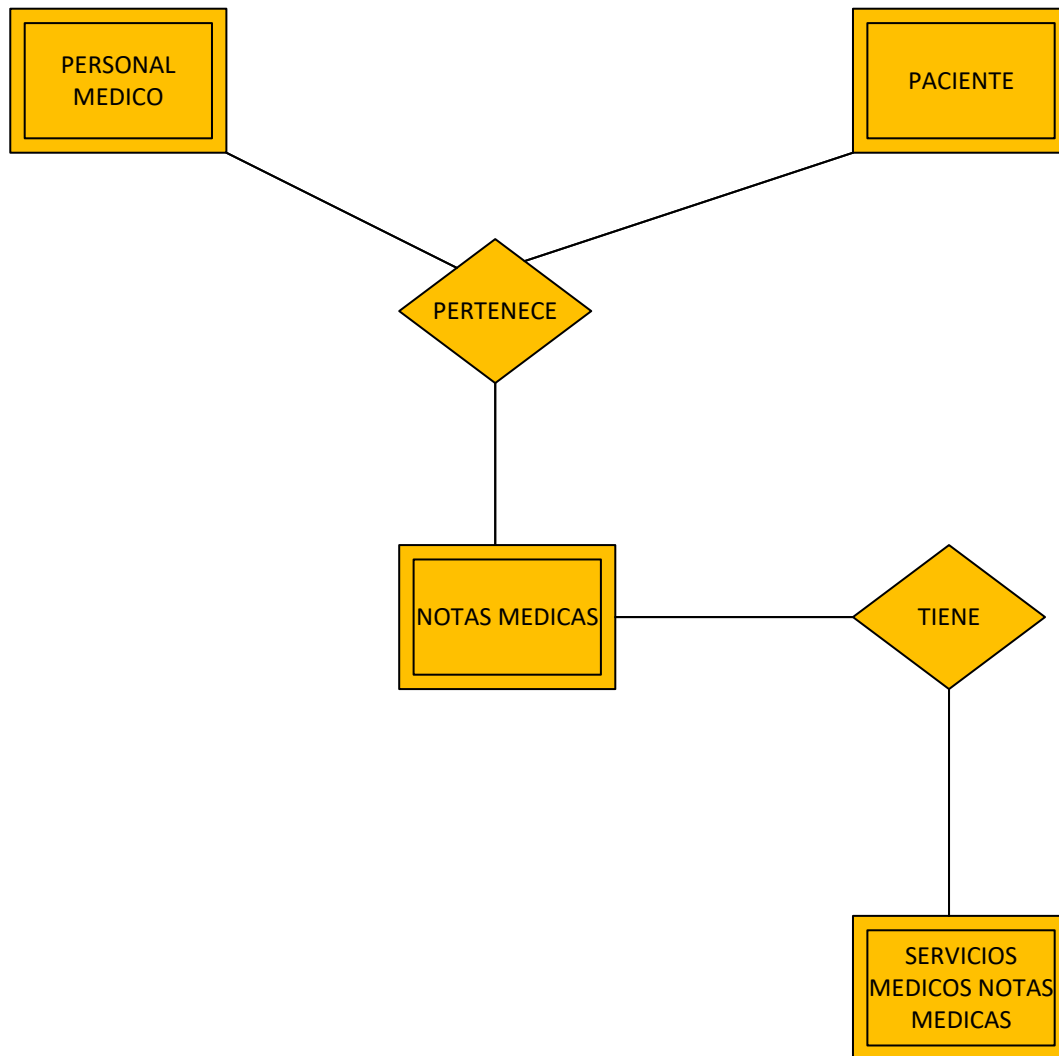 PERSONAL
MEDICO
PACIENTE
PERTENECE
NOTAS MEDICAS
TIENE
SERVICIOS
MEDICOS NOTAS
MEDICAS